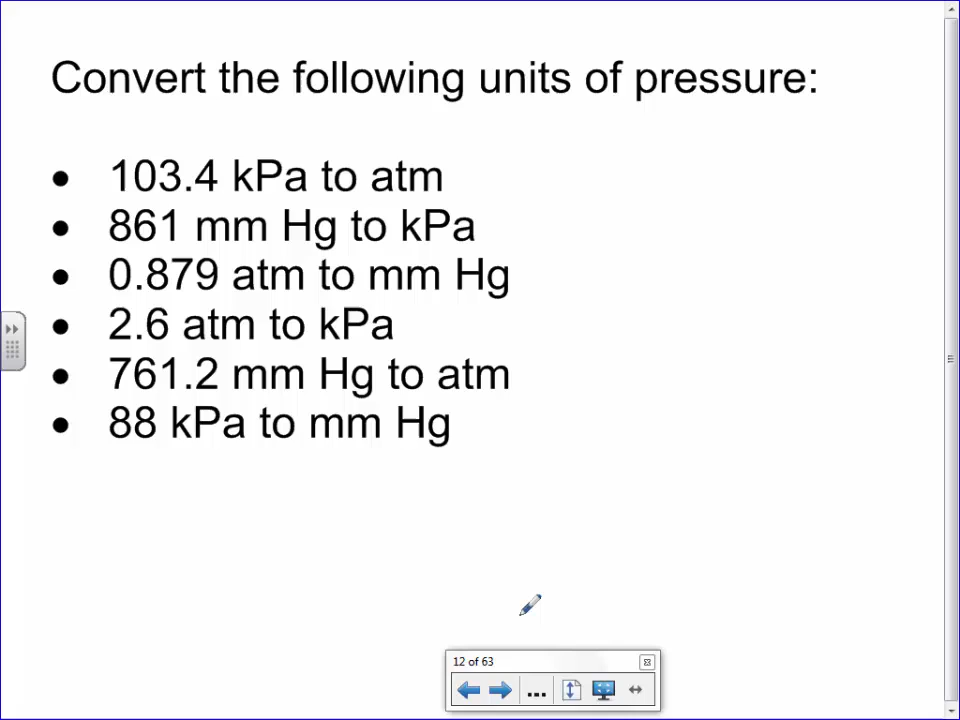 Convert the following units of pressure:
• 103.4 kPa to atm
• 861 mm Hg to kPa
• 0.879 atm to mm Hg
• 2.6 atm to kPa
• 761.2 mm Hg to atm
• 88 kPa to mm Hg
12 of 63
...